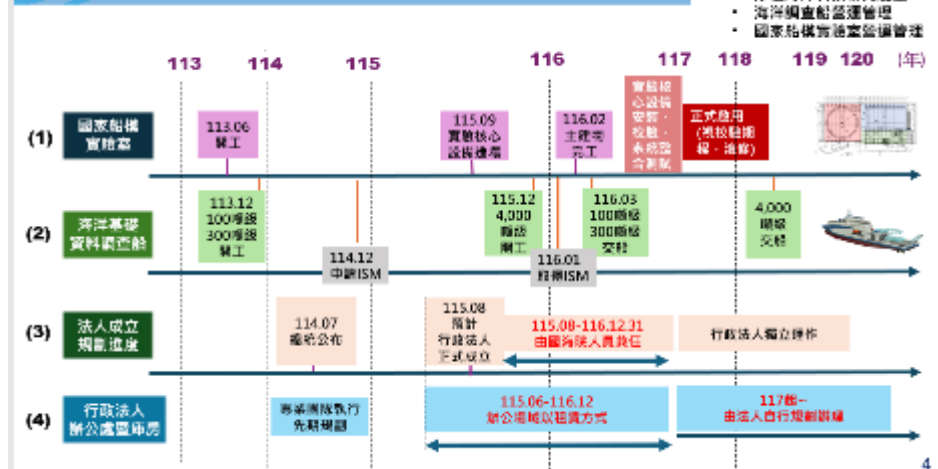 • 海洋調查船營運管理
• 國家船模實驗室營運管理
113 114 115 116 117 118 119 120 (年)
(1)
國家船模
實驗室
113.06
開工
115.09
實驗核心
設備進場
116.02
主建物
完工
實驗核
心設備
安裝、
校驗、
系統整
合測試
正式啟用
(視校驗期
程、進修)
(2)
海洋基礎
資料調查船
113.12
100噸級
300噸級
開工
114.12
申請ISM
115.12
4,000
噸級
開工
116.01
取得ISM
116.03
100噸級
300噸級
交船
4,000
噸級
交船
(3)
法人成立
規劃進度
114.07
總統公布
115.08
預計
行政法人
正式成立
115.08-116.12.31
由國海院人員兼任
行政法人獨立運作
(4)
行政法人
辦公處暨庫房
專業團隊執行
先期規劃
115.06-116.12
辦公場域以租賃方式
117起~
由法人自行規劃辦理
4